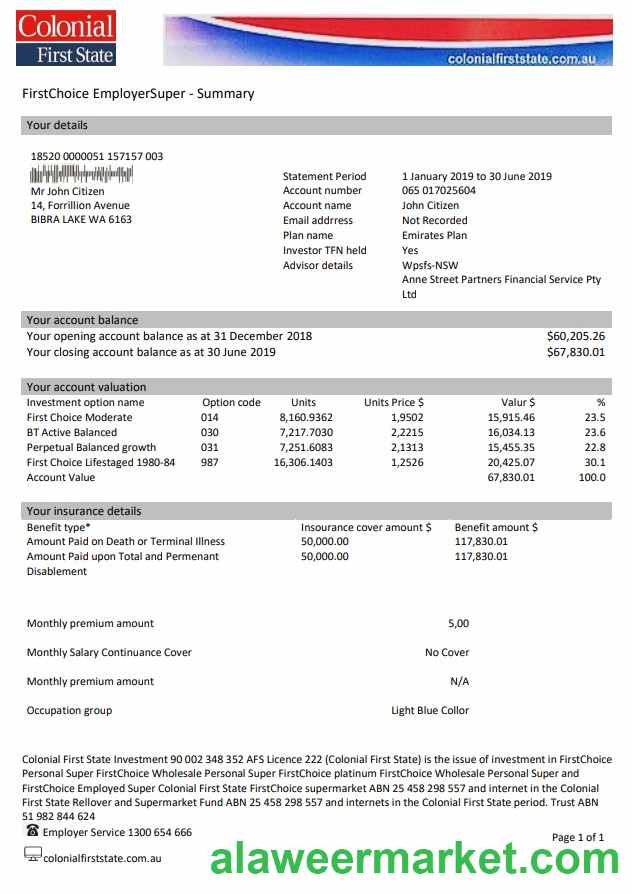 Colonial
First State
colonialfirststate.com.au
FirstChoice EmployerSuper - Summary
Your details
18520 0000051 157157 003
Mr John Citizen
14, Forrillion Avenue
BIBRA LAKE WA 6163
Statement Period 1 January 2019 to 30 June 2019
Account number 065 017025604
Account name John Citizen
Email addrress Not Recorded
Plan name Emirates Plan
Investor TFN held Yes
Advisor details Wpsfs-NSW
Anne Street Partners Financial Service Pty
Ltd
Your account balance
Your opening account balance as at 31 December 2018 $60,205.26
Your closing account balance as at 30 June 2019 $67,830.01
Your account valuation
Investment option name Option code Units Units Price $ Valur $ %
First Choice Moderate 014 8,160.9362 1,9502 15,915.46 23.5
BT Active Balanced 030 7,217.7030 2,2215 16,034.13 23.6
Perpetual Balanced growth 031 7,251.6083 2,1313 15,455.35 22.8
First Choice Lifestaged 1980-84 987 16,306.1403 1,2526 20,425.07 30.1
Account Value 67,830.01 100.0
Your insurance details
Benefit type* Insourance cover amount $ Benefit amount $
Amount Paid on Death or Terminal Illness 50,000.00 117,830.01
Amount Paid upon Total and Permenant 50,000.00 117,830.01
Disablement
Monthly premium amount 5,00
Monthly Salary Continuance Cover No Cover
Monthly premium amount N/A
Occupation group Light Blue Collor
Colonial First State Investment 90 002 348 352 AFS Licence 222 (Colonial First State) is the issue of investment in FirstChoice
Personal Super FirstChoice Wholesale Personal Super FirstChoice platinum FirstChoice Wholesale Personal Super and
FirstChoice Employed Super Colonial First State FirstChoice supermarket ABN 25 458 298 557 and internet in the Colonial
First State Rellover and Supermarket Fund ABN 25 458 298 557 and internets in the Colonial First State period. Trust ABN
51 982 844 624
Employer Service 1300 654 666
Page 1 of 1
colonialfirststate.com.au
alaweermarket.com